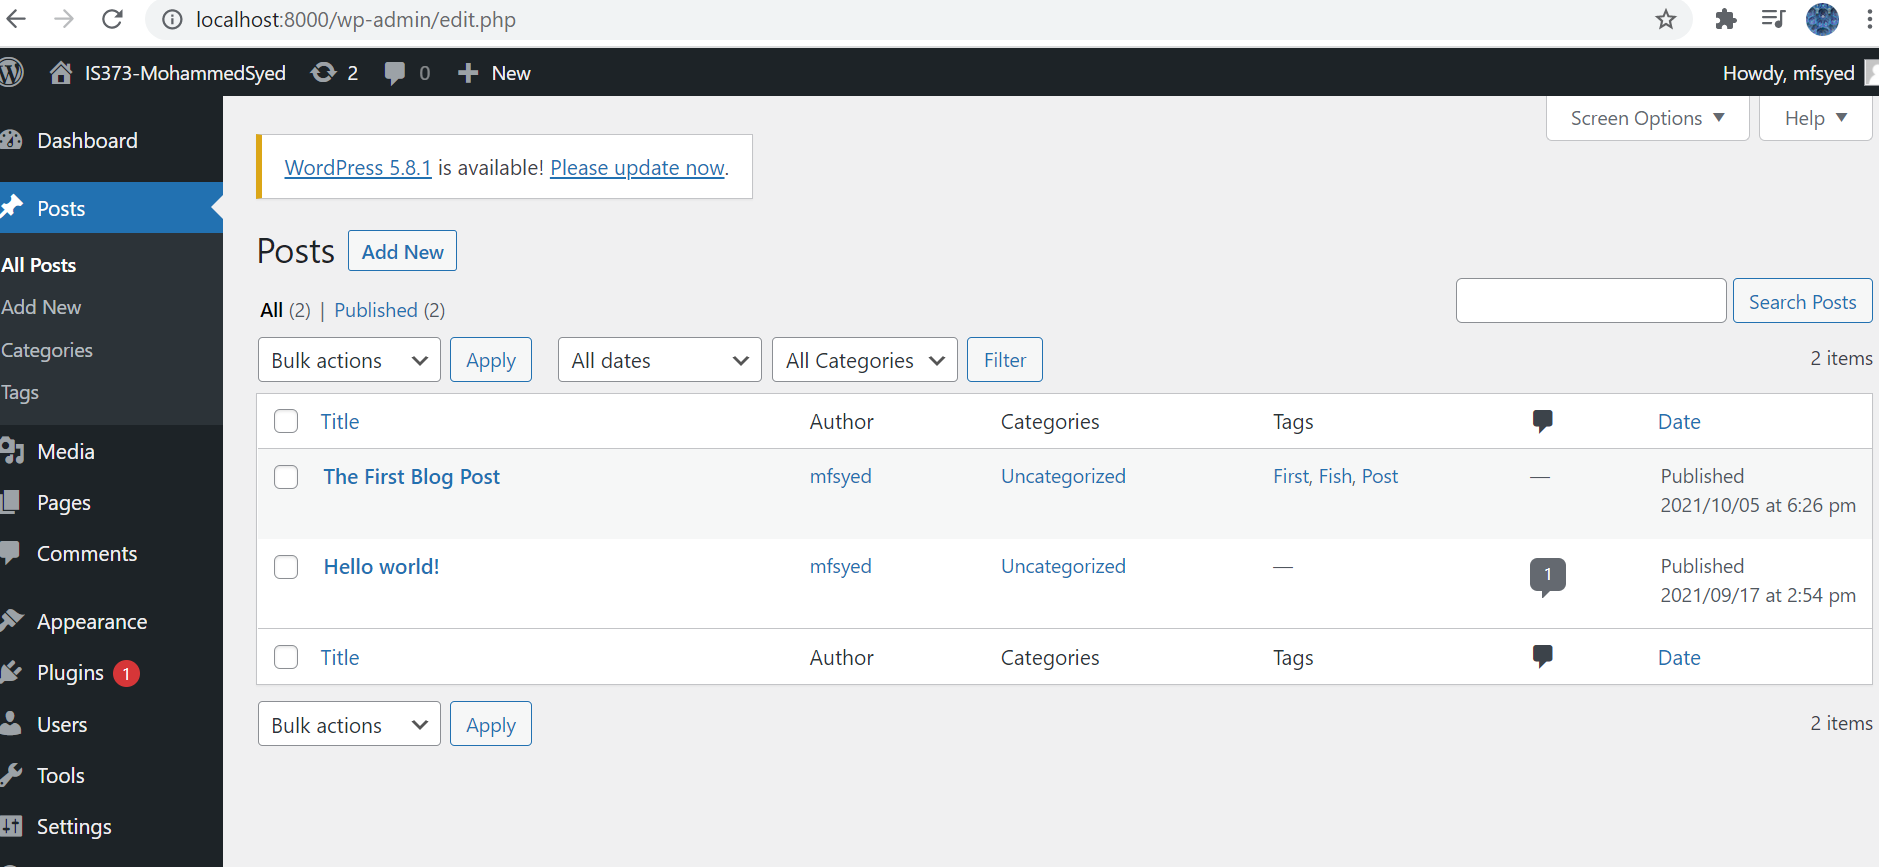 localhost:8000/wp-admin/edit.php
IS373-MohammedSyed 2 0 New Howdy, mfsyed
Screen Options Help
Dashboard
Posts
All Posts
Add New
Categories
Tags
Media
Pages
Comments
Appearance
Plugins 1
Users
Tools
Settings
WordPress 5.8.1 is available! Please update now.
Posts Add New
All (2) | Published (2)
Search Posts
Bulk actions Apply All dates All Categories Filter 2 items
Title Author Categories Tags Date
The First Blog Post mfsyed Uncategorized First, Fish, Post — Published
2021/10/05 at 6:26 pm
Hello world! mfsyed Uncategorized — 1 Published
2021/09/17 at 2:54 pm
Title Author Categories Tags Date
Bulk actions Apply 2 items